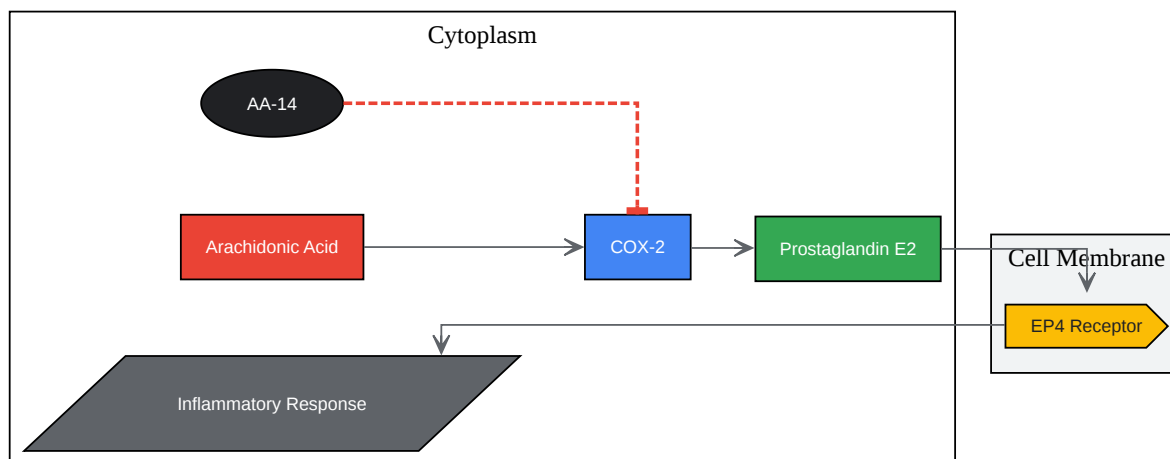 Cytoplasm
AA-14
Arachidonic Acid
COX-2
Prostaglandin E2
Cell Membrane
EP4 Receptor
Inflammatory Response